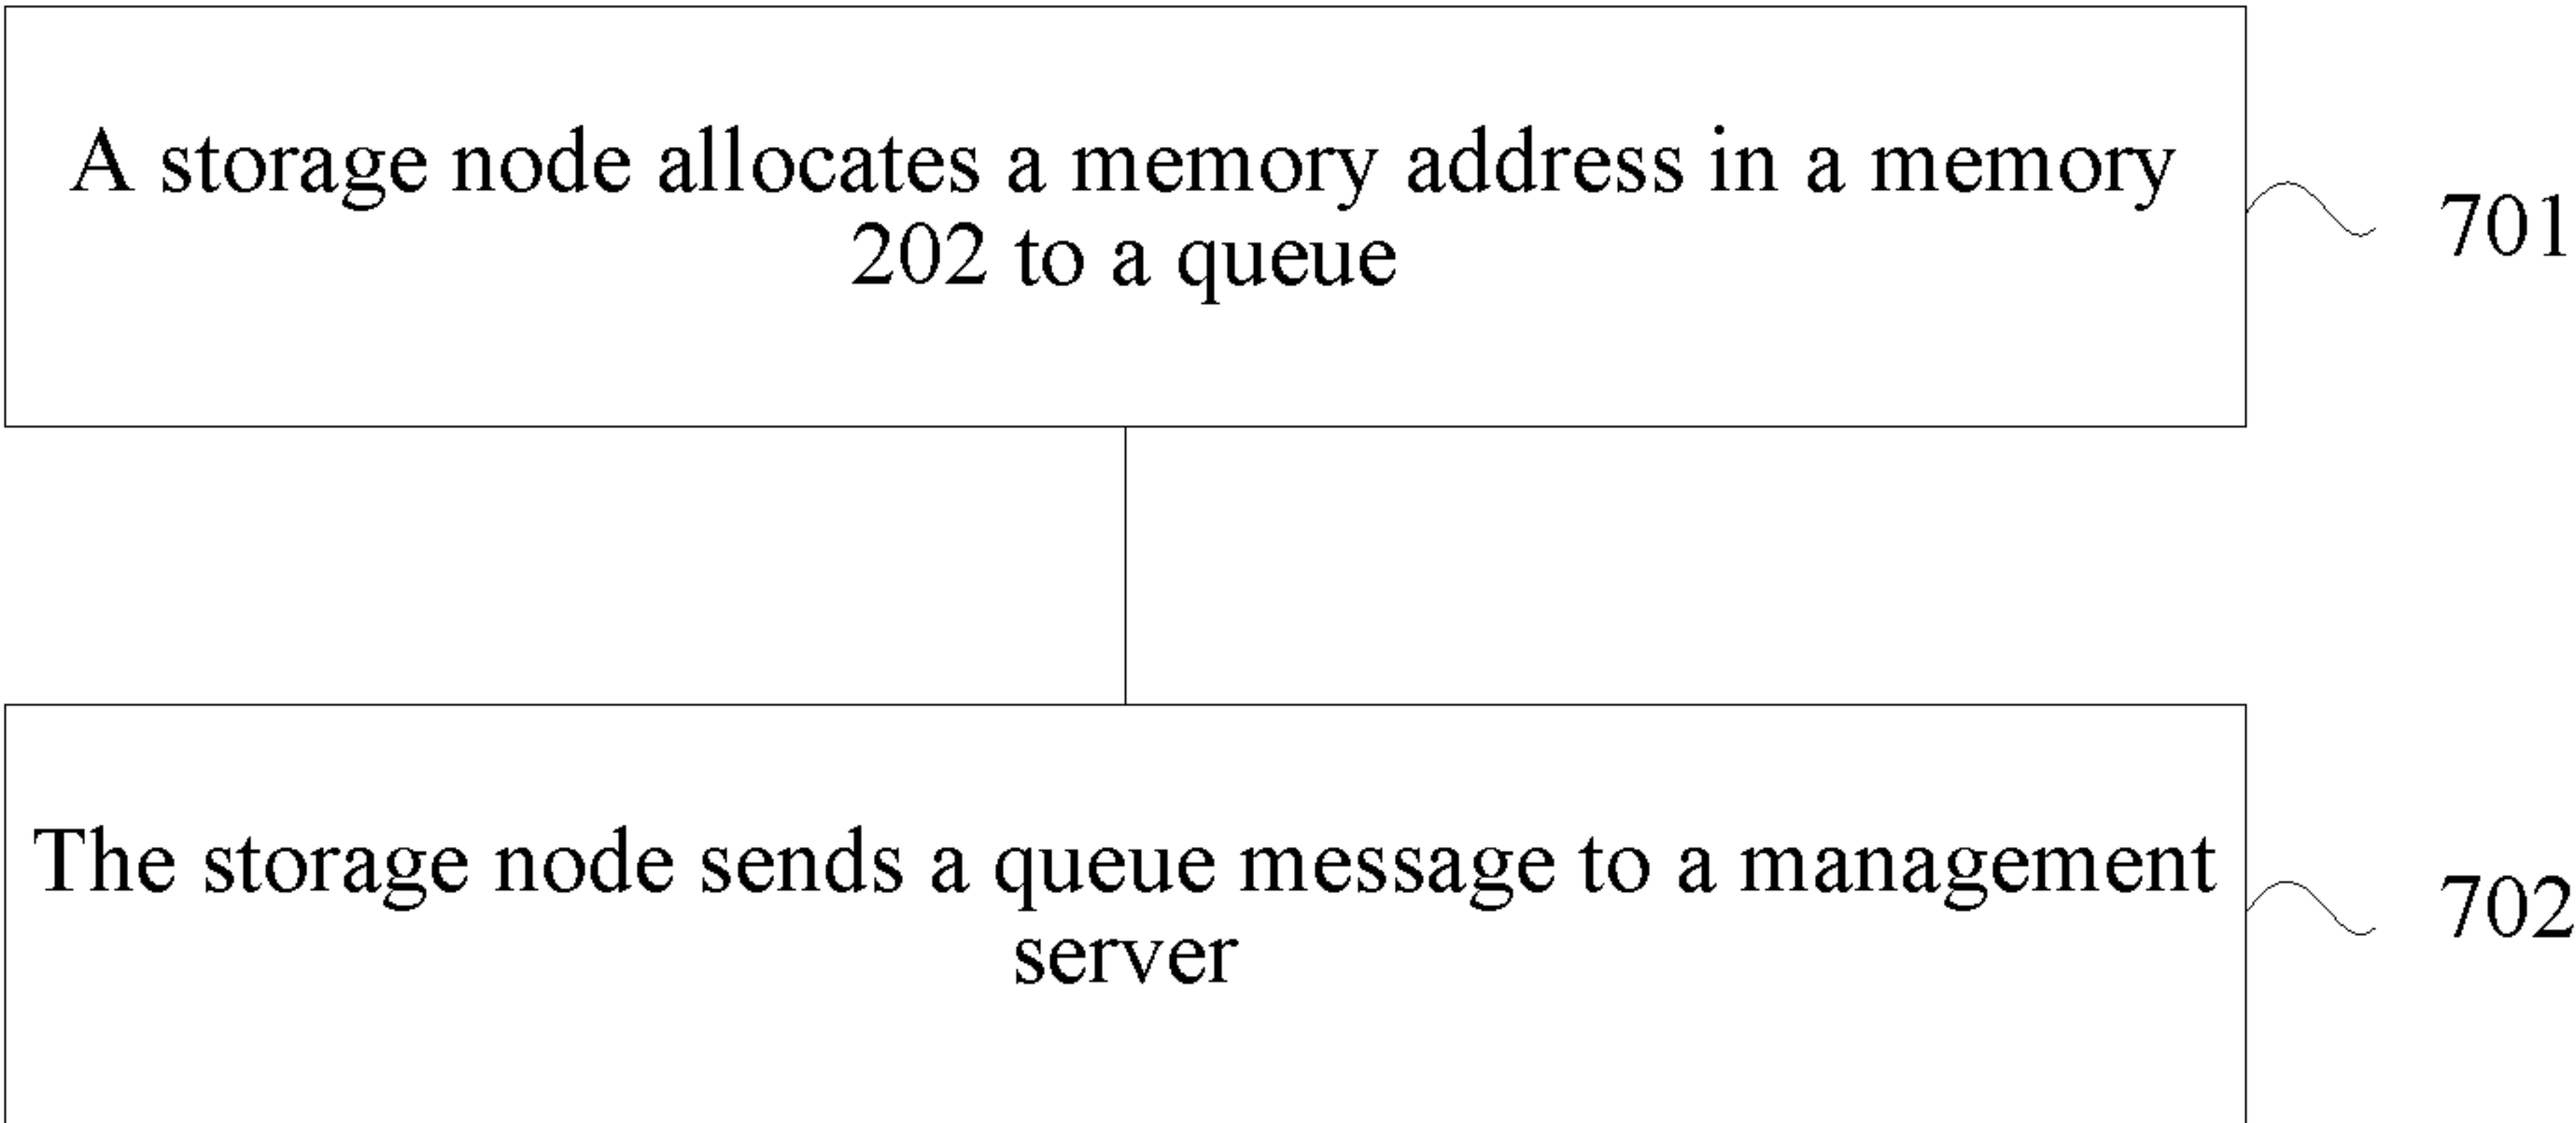 A storage node allocates a memory address in a memory
202 to a queue
701
The storage node sends a queue message to a management
server
702